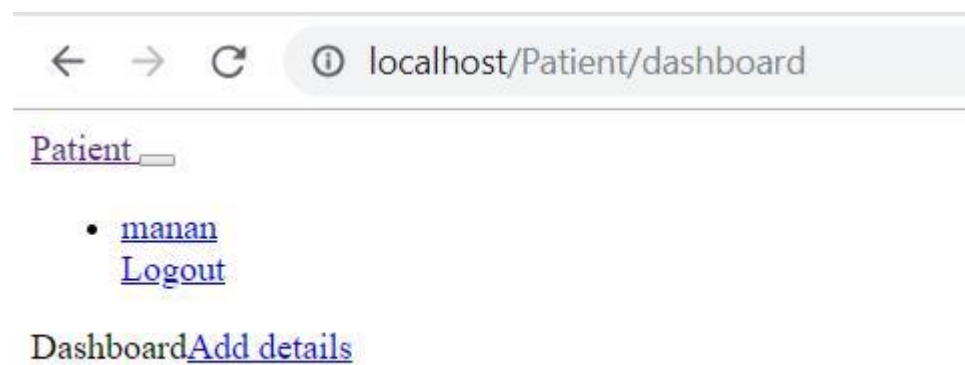 localhost/Patient/dashboard
Patient
manan
Logout
DashboardAdd details